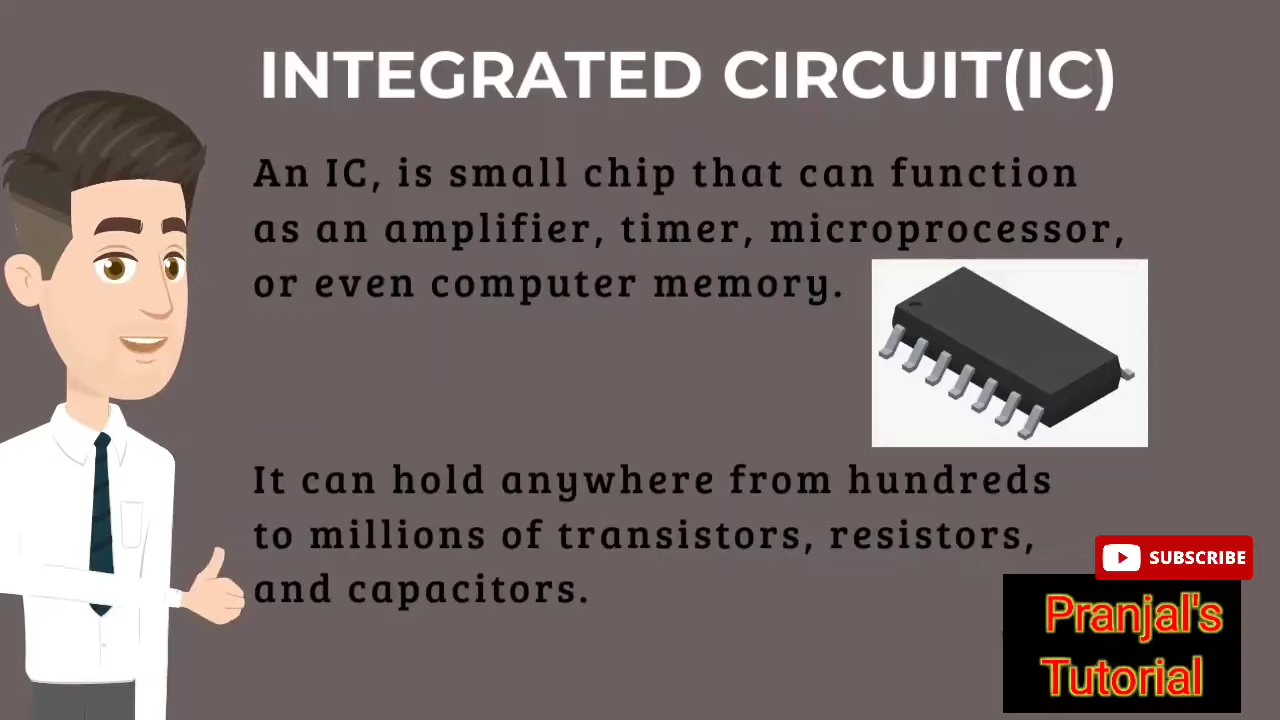 INTEGRATED CIRCUIT(IC)
An IC, is small chip that can function
as an amplifier, timer, microprocessor,
or even computer memory.
It can hold anywhere from hundreds
to millions of transistors, resistors,
and capacitors.
SUBSCRIBE
Pranjal's
Tutorial